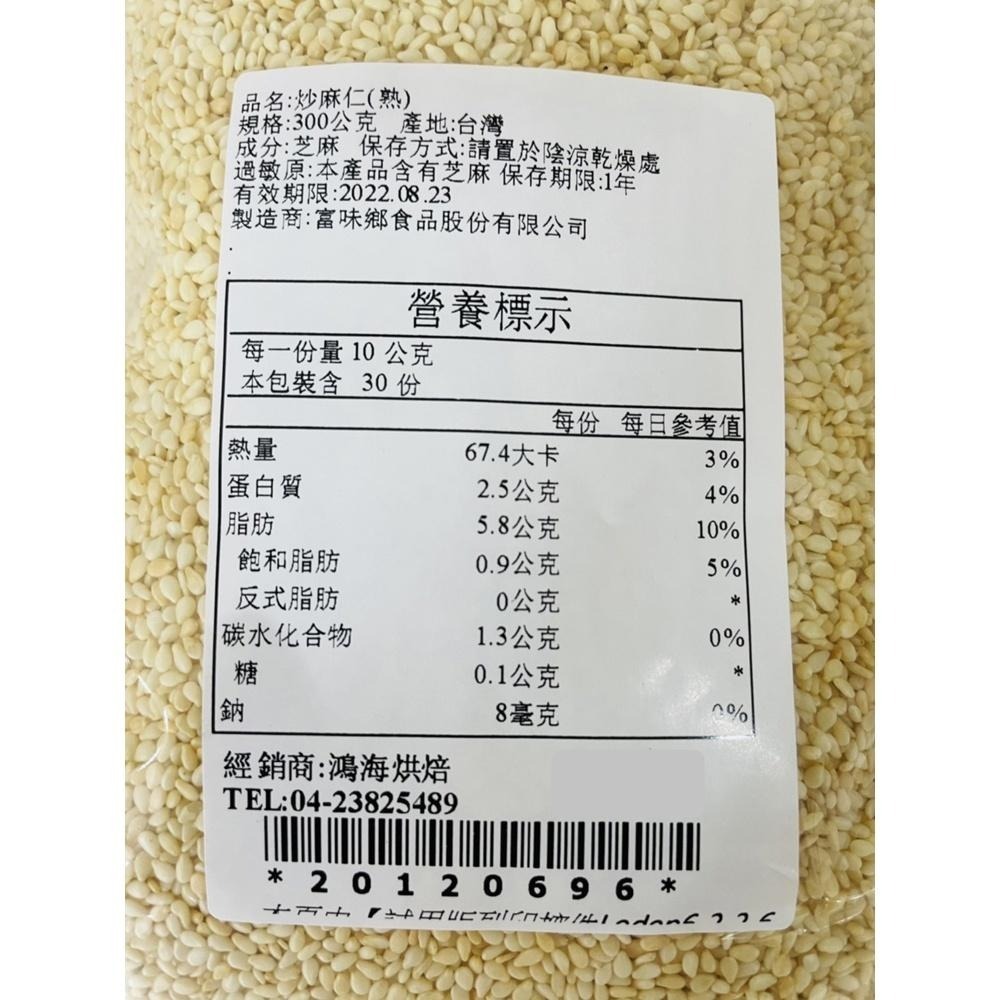 品名:炒麻仁(熟)
規格:300公克 產地:台灣
成分:芝麻 保存方式:請置於陰涼乾燥處
過敏原:本產品含有芝麻 保存期限:1年
有效期限:2022.08.23
製造商:富味鄉食品股份有限公司
.
.
營養標示
每一份量 10 公克
本包裝含 30 份
每份 每日參考值
熱量 67.4大卡 3%
蛋白質 2.5公克 4%
脂肪 5.8公克 10%
飽和脂肪 0.9公克 5%
反式脂肪 0公克 *
碳水化合物 1.3公克 0%
糖 0.1公克 *
鈉 8毫克 0%
經銷商:鴻海烘焙
TEL:04-23825489
*20120696*